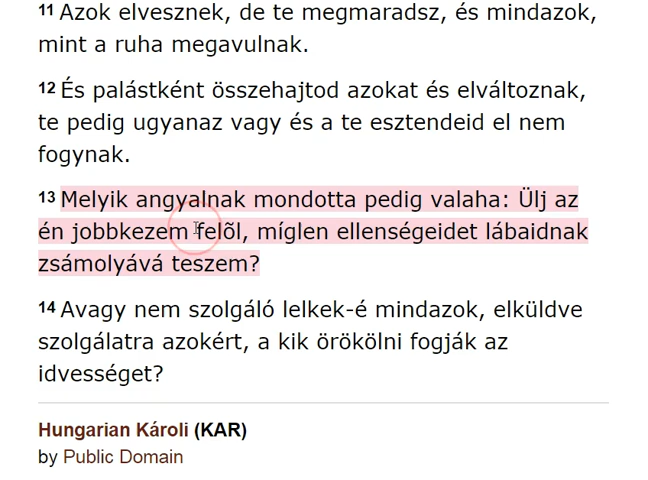 11 Azok elvesznek, de te megmaradsz, és mindazok,
mint a ruha megavulnak.
12 És palástként összehajtod azokat és elváltoznak,
te pedig ugyanaz vagy és a te esztendeid el nem
fogynak.
13 Melyik angyalnak mondotta pedig valaha: Ülj az
én jobbkezem felõl, míglen ellenségeidet lábaidnak
zsámolyává teszem?
14 Avagy nem szolgáló lelkek-é mindazok, elküldve
szolgálatra azokért, a kik örökölni fogják az
idvességet?
Hungarian Károli (KAR)
by Public Domain